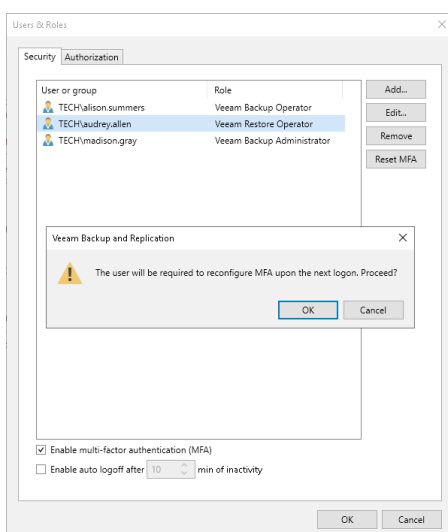 Users & Roles
Security Authorization
User or group Role
TECH\alison.summers Veeam Backup Operator
TECH\audrey.allen Veeam Restore Operator
TECH\madison.gray Veeam Backup Administrator
Add...
Edit...
Remove
Reset MFA
Veeam Backup and Replication
The user will be required to reconfigure MFA upon the next logon. Proceed?
OK Cancel
Enable multi-factor authentication (MFA)
Enable auto logoff after 10 min of inactivity
OK Cancel